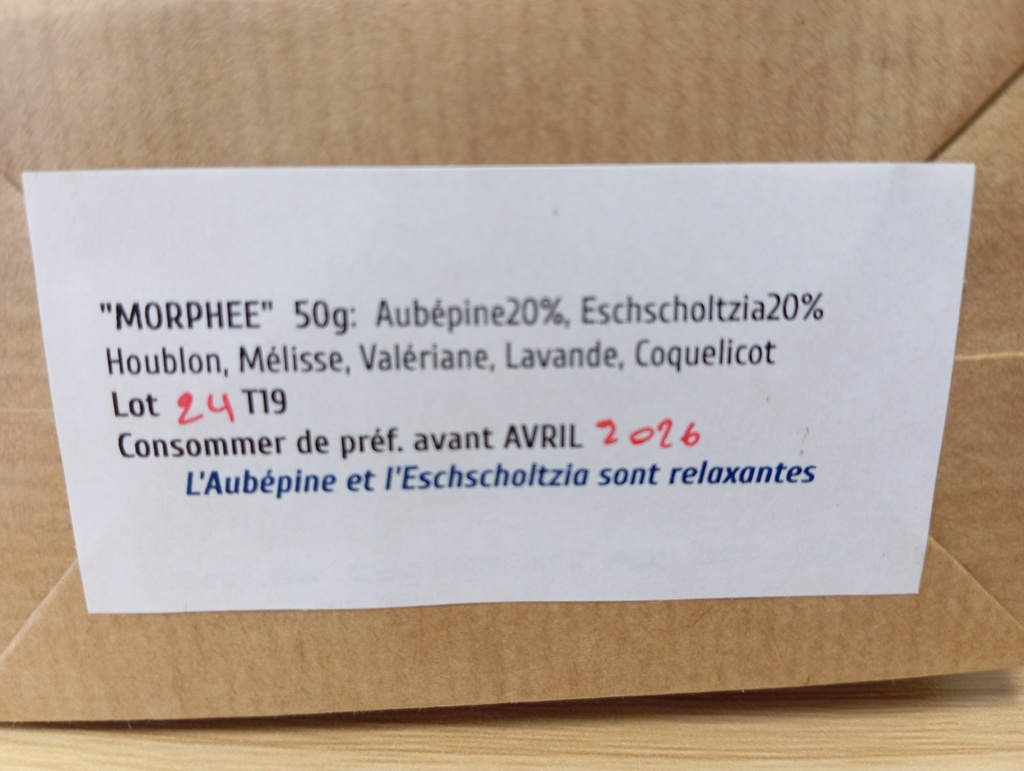 "MORPHEE" 50g: Aubépine20%, Eschscholtzia20%
Houblon, Mélisse, Valériane, Lavande, Coquelicot
Lot 24 T19
Consommer de préf. avant AVRIL 2026
L'Aubépine et l'Eschscholtzia sont relaxantes